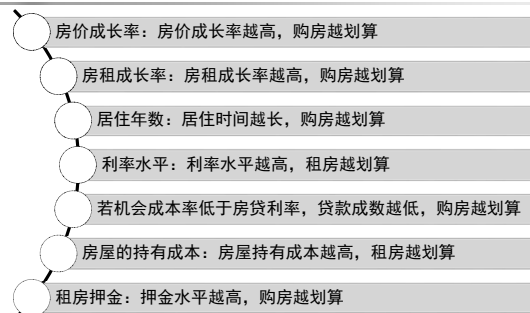 房价成长率：房价成长率越高，购房越划算
房租成长率：房租成长率越高，购房越划算
居住年数：居住时间越长，购房越划算
利率水平：利率水平越高，租房越划算
若机会成本率低于房贷利率，贷款成数越低，购房越划算
房屋的持有成本：房屋持有成本越高，租房越划算
租房押金：押金水平越高，购房越划算